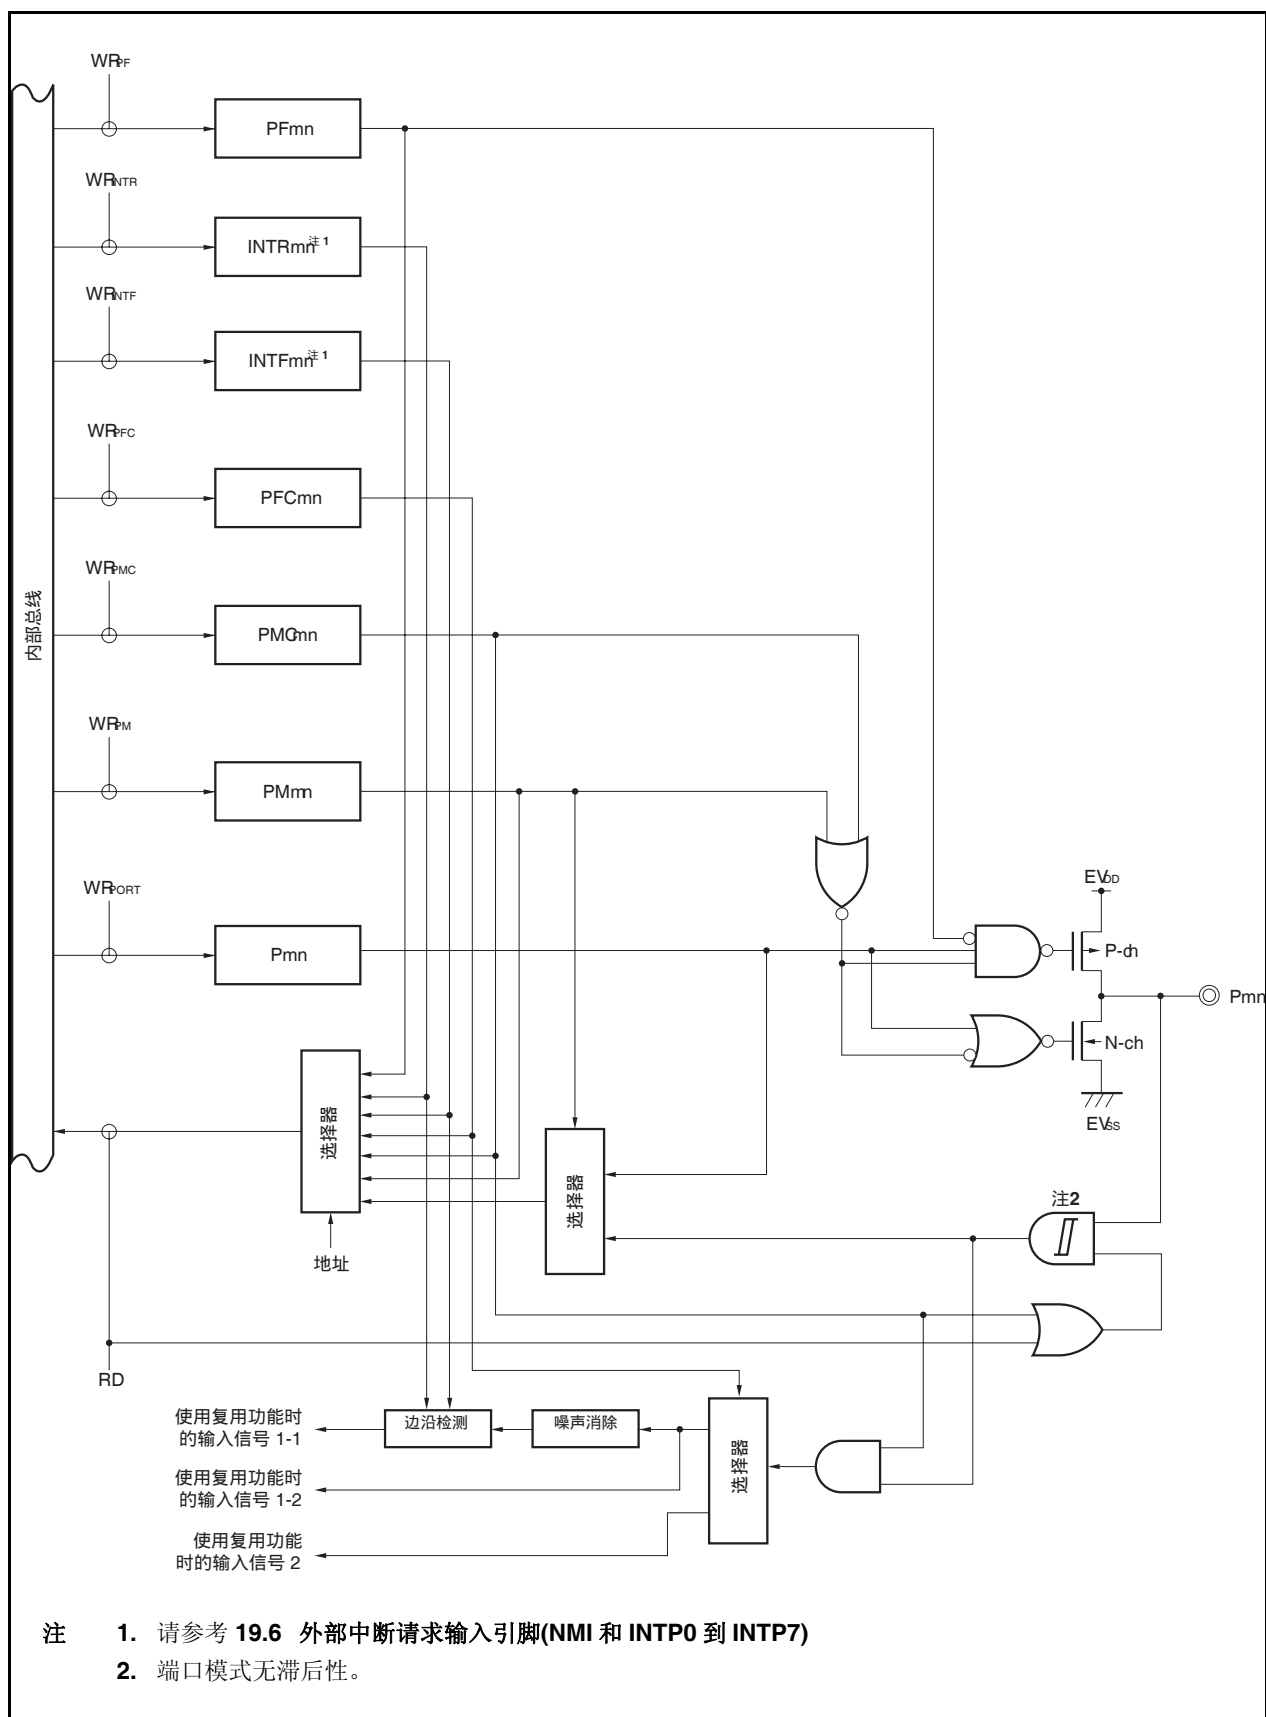 WRPF
PFmn
WRINTR
INTRmn注 1
WRINTF
INTFmn注 1
WRPFC
PFCmn
WRPMC
PMCmn
内部总线
WRPM
PMmn
WRPORT
Pmn
EVDD
P-ch
Pmn
N-ch
EVSS
选择器
选择器
注2
地址
RD
使用复用功能时
的输入信号 1-1
边沿检测
噪声消除
选择器
使用复用功能时
的输入信号 1-2
使用复用功能
时的输入信号 2
注 1. 请参考 19.6 外部中断请求输入引脚(NMI 和 INTP0 到 INTP7)
2. 端口模式无滞后性。